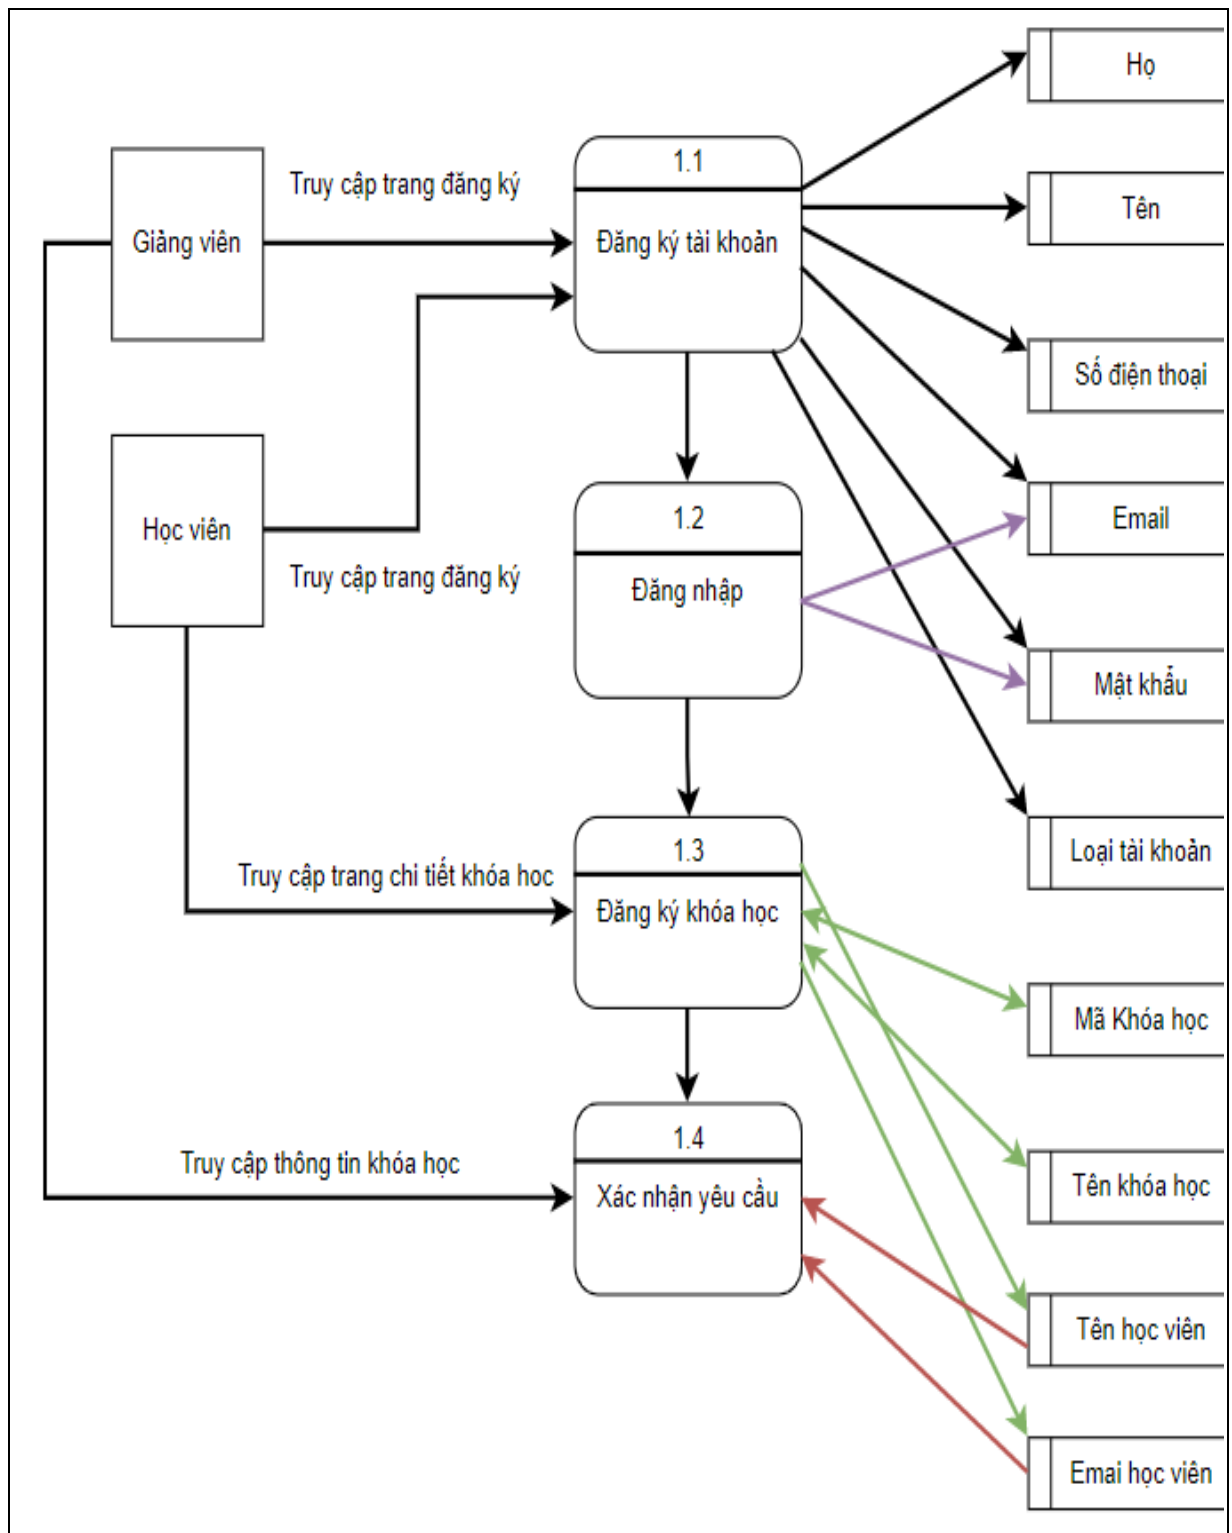 Họ
1.1
Truy cập trang đăng ký
Tên
Giảng viên
Đăng ký tài khoản
Số điện thoại
1.2
Email
Học viên
Truy cập trang đăng ký
Đăng nhập
Mật khẩu
1.3
Loại tài khoản
Truy cập trang chi tiết khóa học
Đăng ký khóa học
Mã Khóa học
1.4
Truy cập thông tin khóa học
Xác nhận yêu cầu
Tên khóa học
Tên học viên
Emai học viên